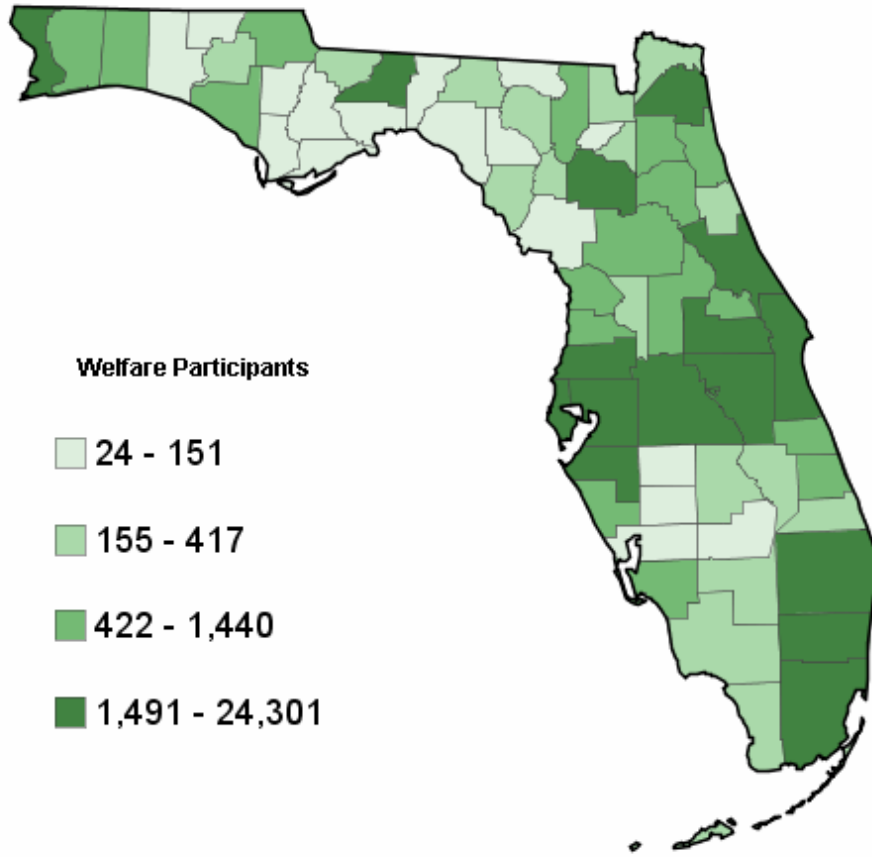 Welfare Participants
24 - 151
155 - 417
422 - 1,440
1,491 - 24,301